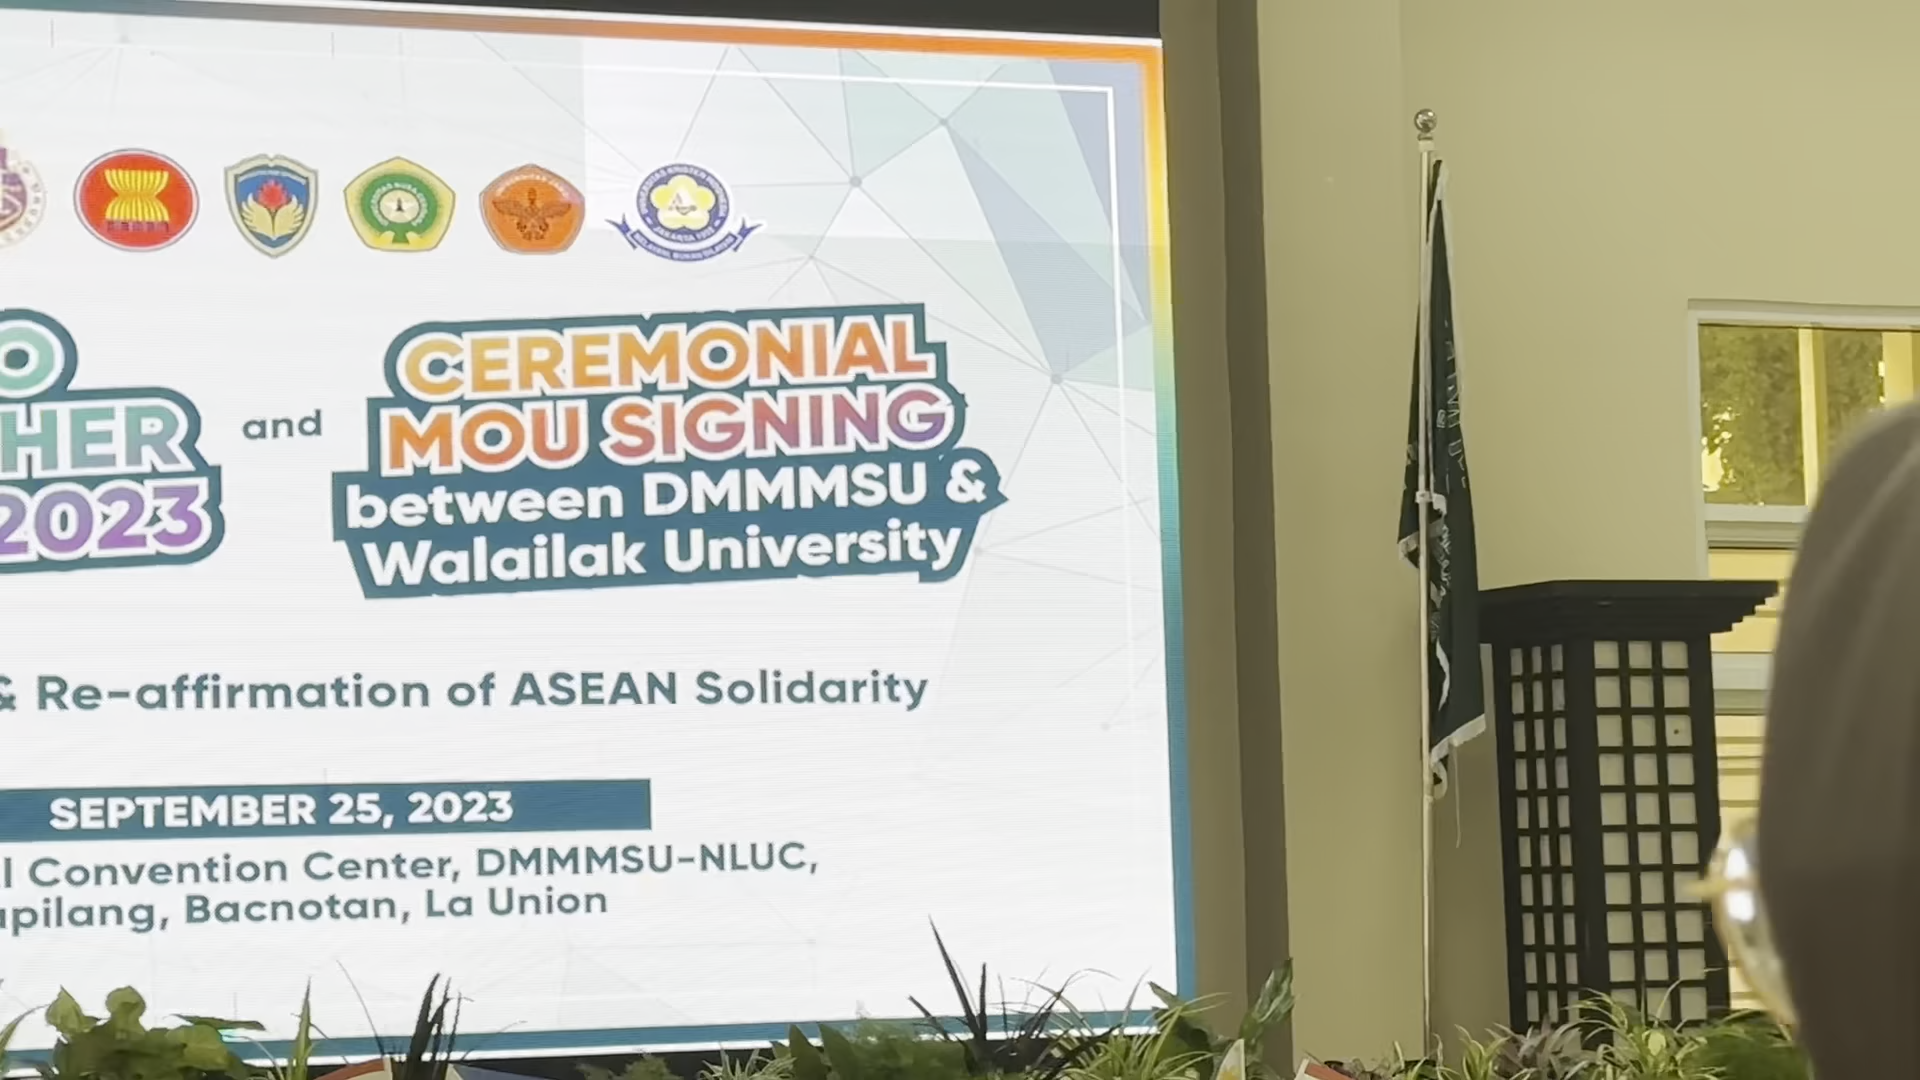 O
HER
2023
and
CEREMONIAL
MOU SIGNING
between DMMMSU &
Walailak University
& Re-affirmation of ASEAN Solidarity
SEPTEMBER 25, 2023
l Convention Center, DMMMSU-NLUC,
apilang, Bacnotan, La Union